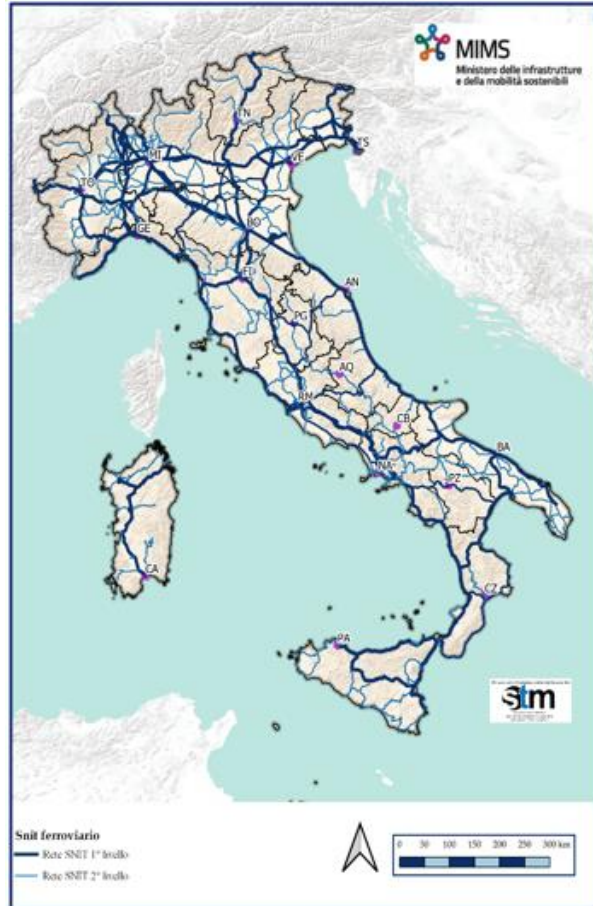 MIMS
Ministero delle infrastrutture
e della mobilità sostenibili
TN
TS
MI
VE
TO
BO
GE
FI
AN
PG
AQ
RM
CB
BA
NA
PZ
CA
CZ
PA
Stm
Snit ferroviario
Rete SNIT 1° livello
Rete SNIT 2° livello
0 50 100 150 200 250 300 km